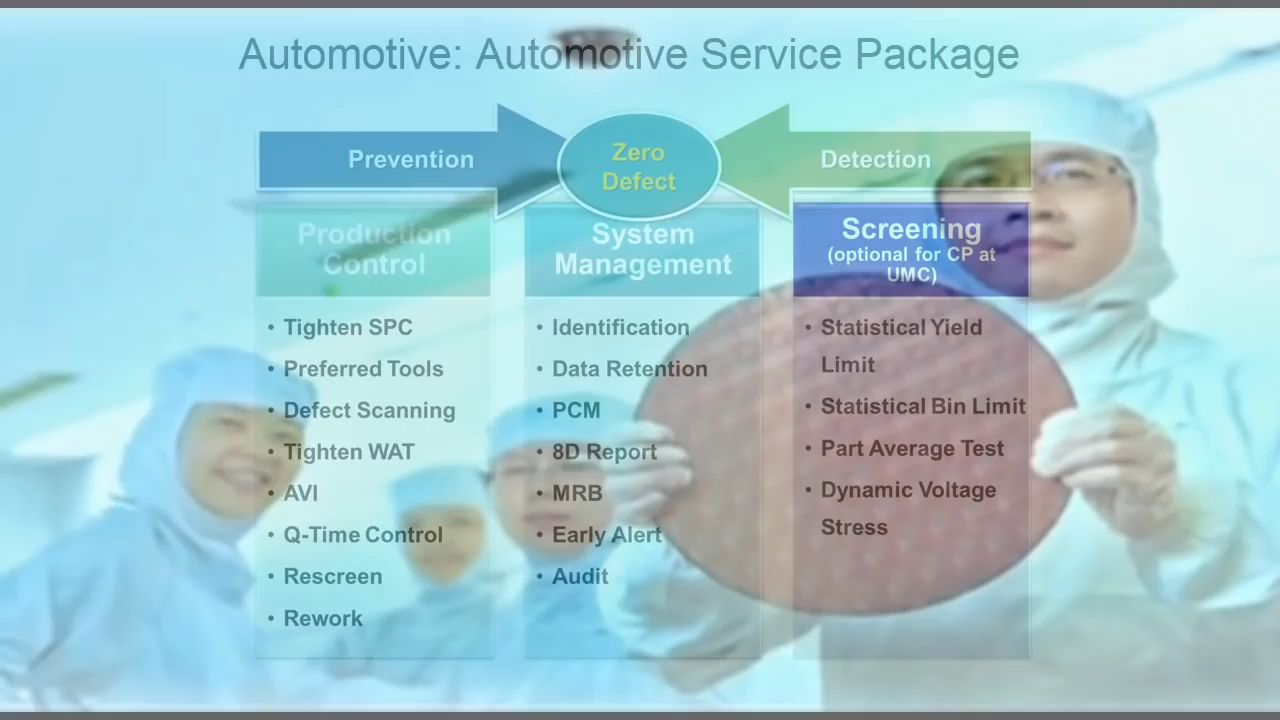 Automotive: Automotive Service Package
Prevention
Zero
Defect
Detection
Production
Control
• Tighten SPC
• Preferred Tools
• Defect Scanning
• Tighten WAT
• AVI
• Q-Time Control
• Rescreen
• Rework
System
Management
• Identification
• Data Retention
• PCM
• 8D Report
• MRB
• Early Alert
• Audit
Screening
(optional for CP at
UMC)
• Statistical Yield
Limit
• Statistical Bin Limit
• Part Average Test
• Dynamic Voltage
Stress